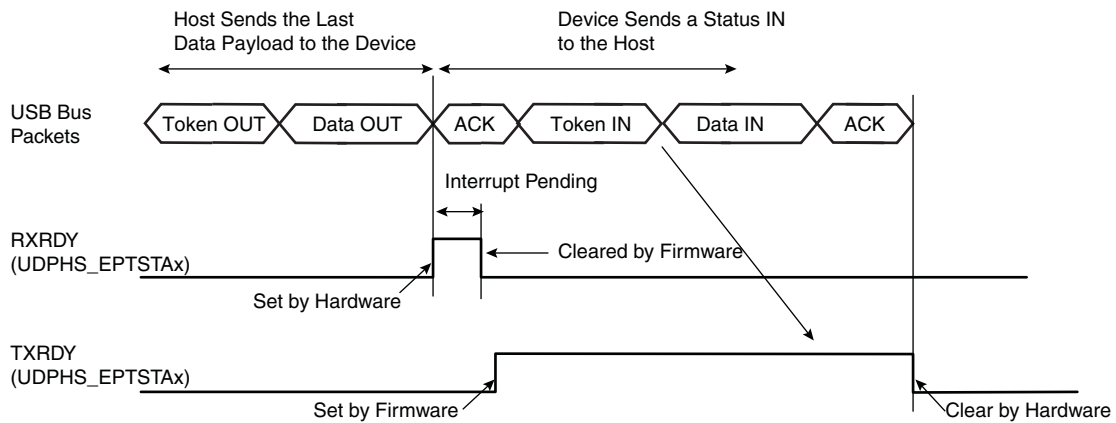 Host Sends the Last
Data Payload to the Device
Device Sends a Status IN
to the Host
USB Bus
Packets
Token OUT
Data OUT
ACK
Token IN
Data IN
ACK
Interrupt Pending
RXRDY
(UDPHS_EPTSTAx)
Cleared by Firmware
Set by Hardware
TXRDY
(UDPHS_EPTSTAx)
Set by Firmware
Clear by Hardware